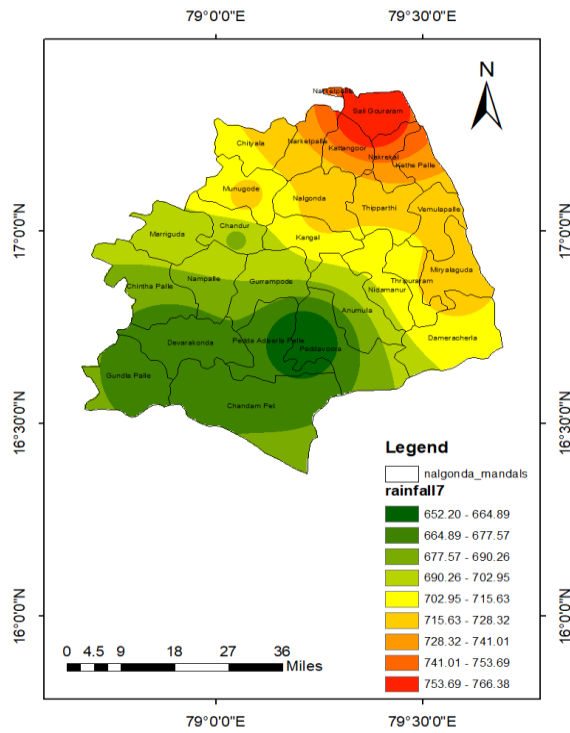 79°0'0"E 79°30'0"E
N
Narketpalle
Sali Gouraram
Chityala
Narketpalle
Kattangoor
Nakrekal
Kethe Palle
Munugode
Nalgonda
Thipparthi
Vemulapalle
17°0'0"N
17°0'0"N
Chandur
Marriguda
Kangal
Miryalaguda
Nampalle
Gurrampode
Thripuraram
Chintha Palle
Nidamanur
Anumula
Dameracherla
Devarakonda
Pedda Adiserla Palle
Peddavoora
Gundla Palle
Chandam Pet
16°30'0"N
16°30'0"N
Legend
nalgonda_mandals
rainfall7
652.20 - 664.89
664.89 - 677.57
677.57 - 690.26
690.26 - 702.95
702.95 - 715.63
715.63 - 728.32
728.32 - 741.01
741.01 - 753.69
753.69 - 766.38
16°0'0"N
16°0'0"N
0 4.5 9 18 27 36
Miles
79°0'0"E 79°30'0"E